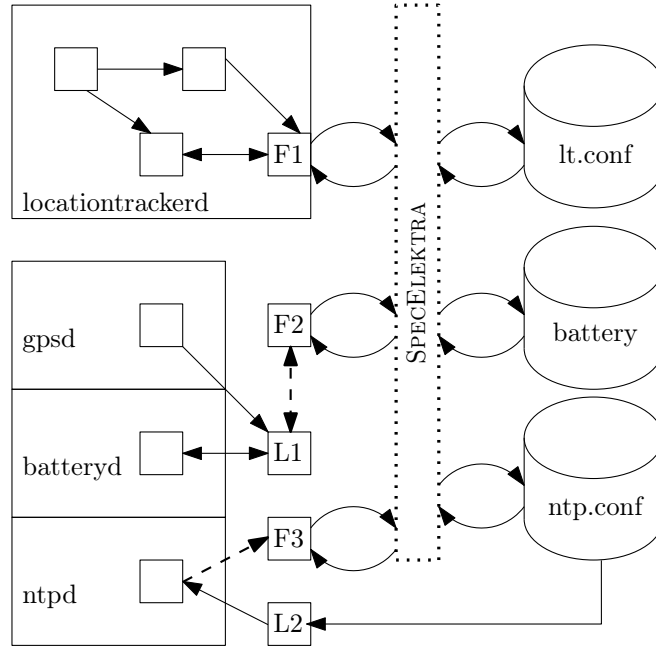 F1
lt.conf
locationtrackerd
SPECELEKTRA
gpsd
F2
battery
batteryd
L1
ntp.conf
F3
ntpd
L2